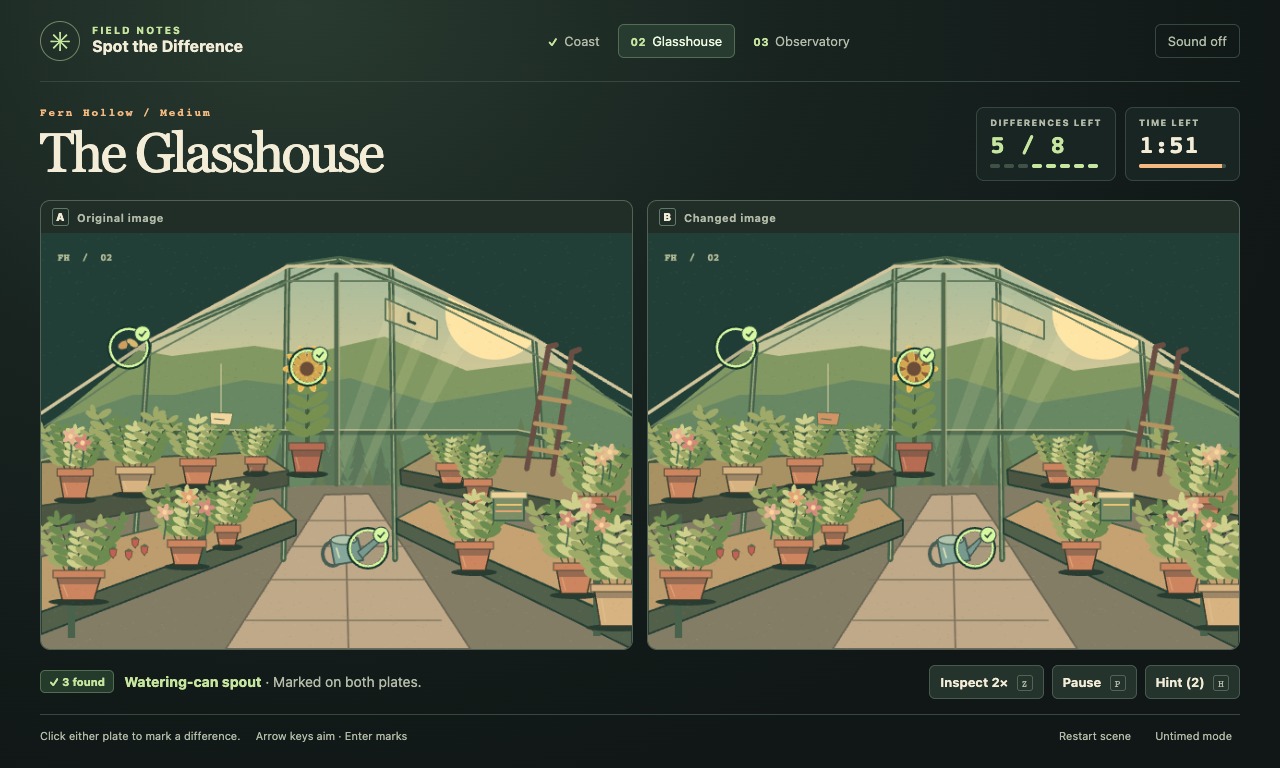 FIELD NOTES
Spot the Difference
✓ Coast
02 Glasshouse
03 Observatory
Sound off
Fern Hollow / Medium
The Glasshouse
DIFFERENCES LEFT
5 / 8
TIME LEFT
1:51
A Original image
B Changed image
FH / 02
FH / 02
L
✓ 3 found
Watering-can spout · Marked on both plates.
Inspect 2× Z
Pause P
Hint (2) H
Click either plate to mark a difference.
Arrow keys aim · Enter marks
Restart scene
Untimed mode